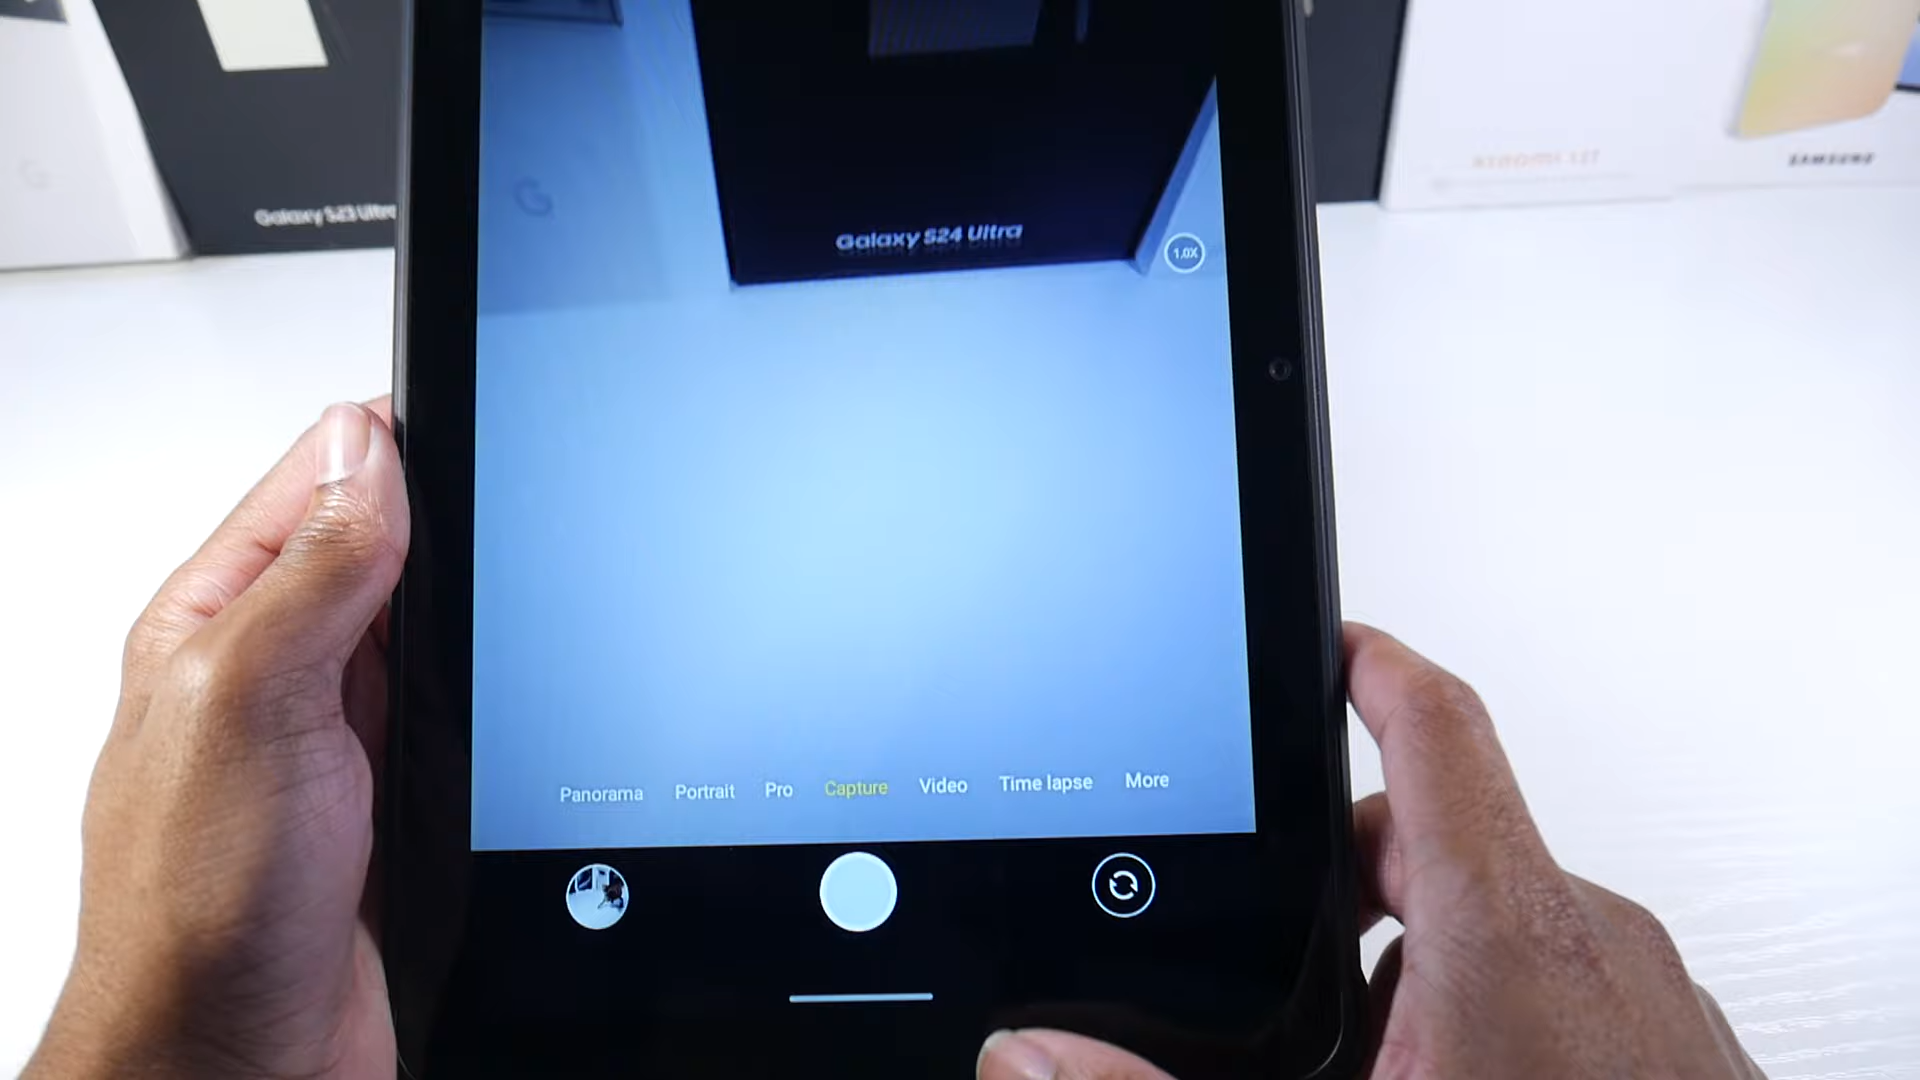 Galaxy S23 Ultra
SAMSUNG
Galaxy S24 Ultra
1.0X
Panorama Portrait Pro Capture Video Time lapse More